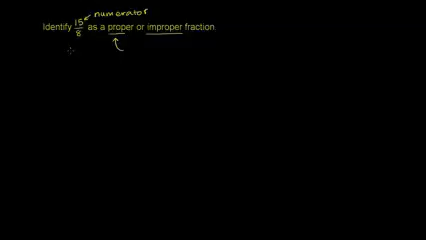 numerator
Identify 15/8 as a proper or improper fraction